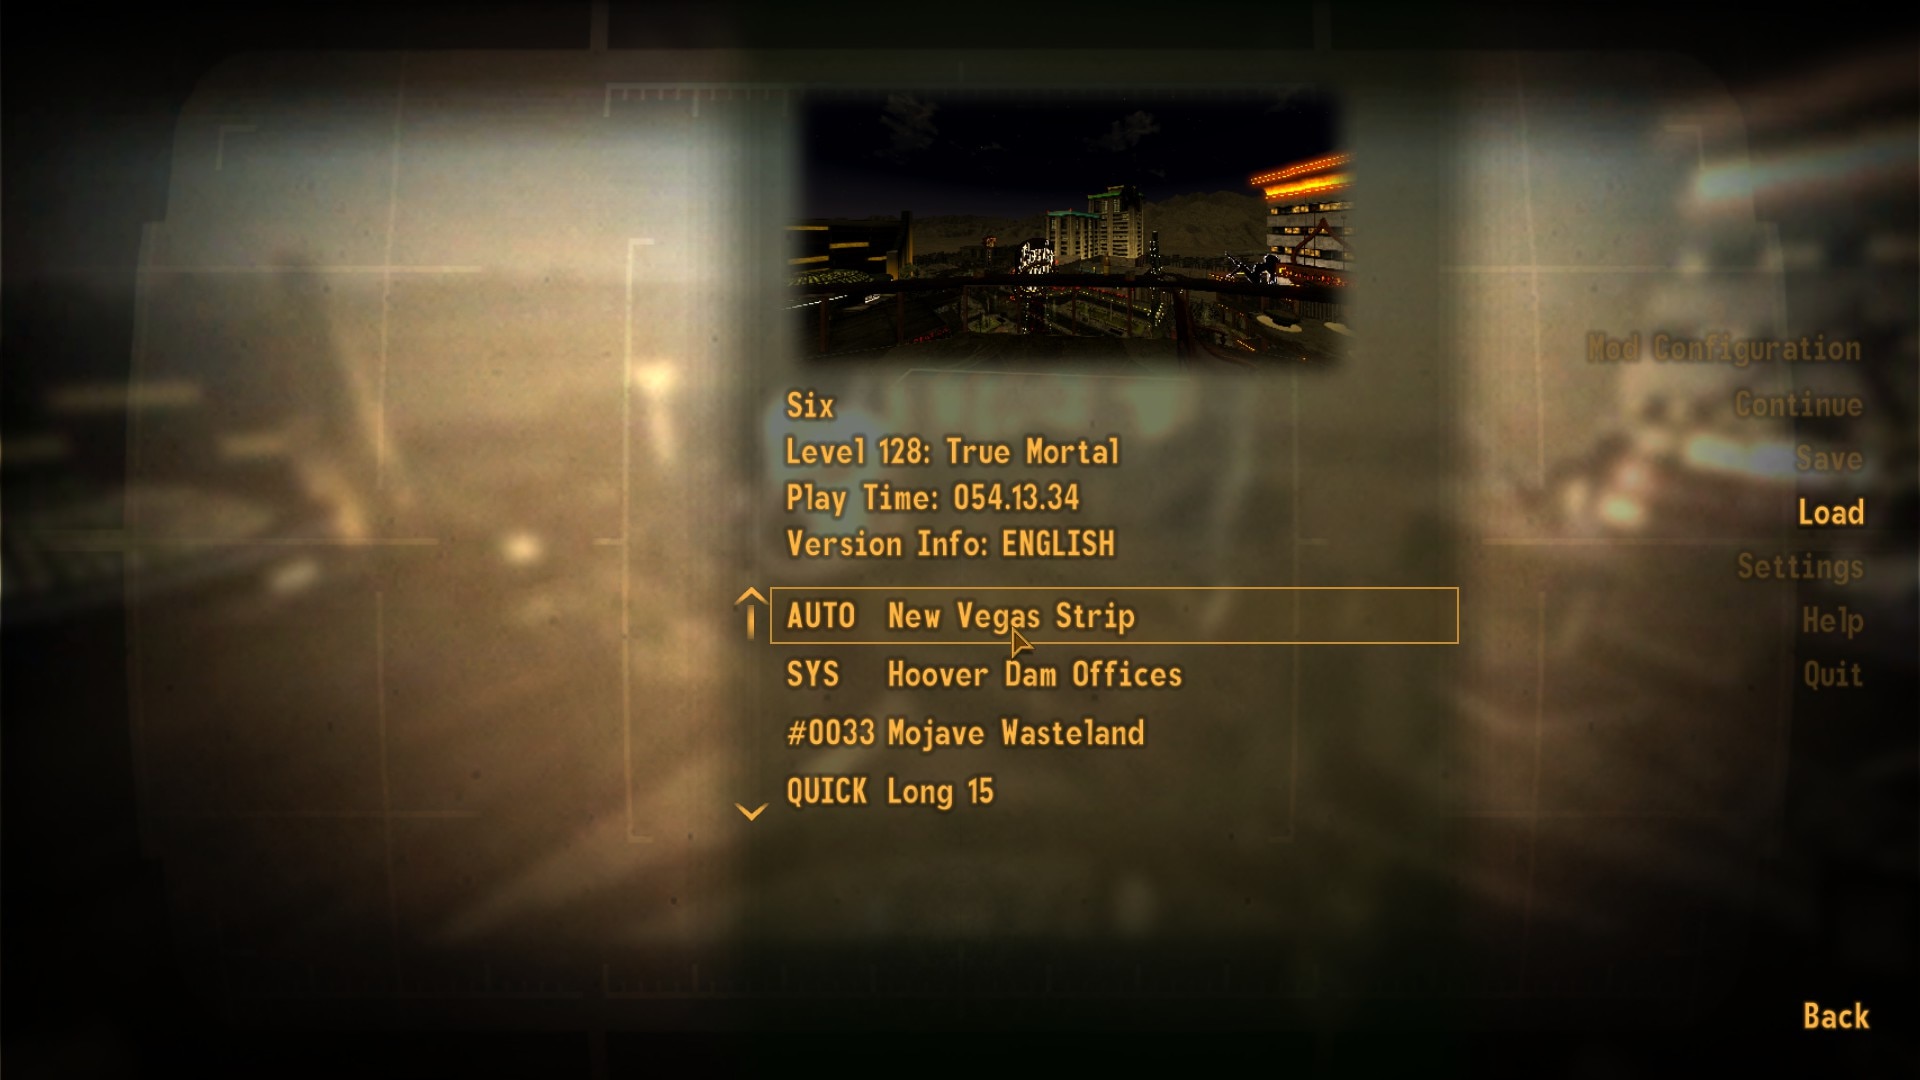 Six
Level 128: True Mortal
Play Time: 054.13.34
Version Info: ENGLISH
AUTO New Vegas Strip
SYS Hoover Dam Offices
#0033 Mojave Wasteland
QUICK Long 15
Mod Configuration
Continue
Save
Load
Settings
Help
Quit
Back